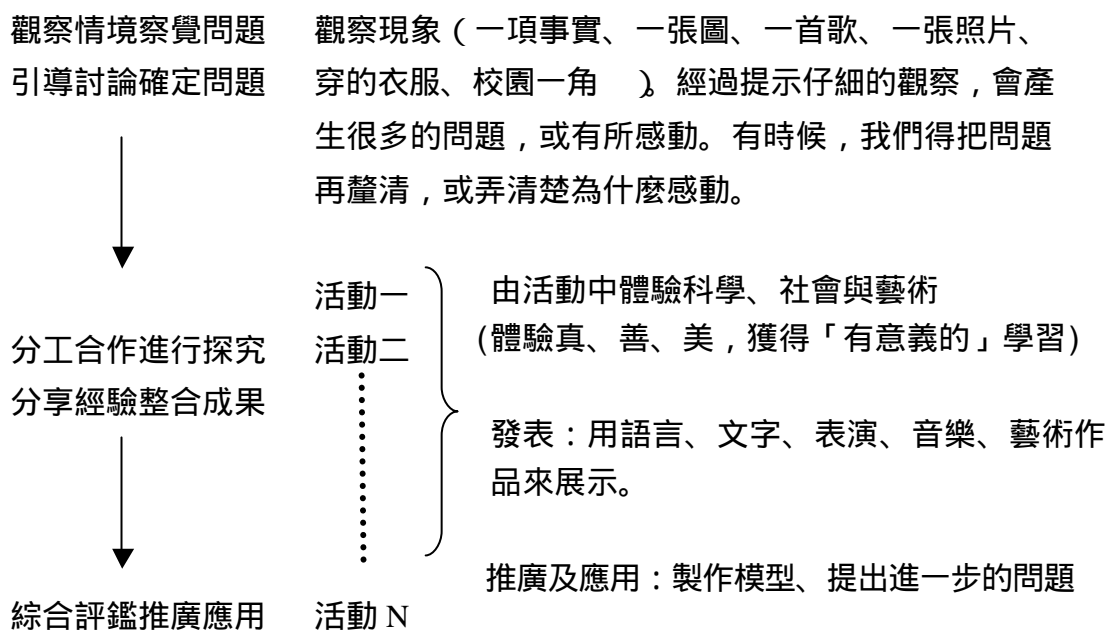 觀察情境察覺問題 觀察現象（一項事實、一張圖、一首歌、一張照片、
引導討論確定問題 穿的衣服、校園一角 ）。經過提示仔細的觀察，會產
生很多的問題，或有所感動。有時候，我們得把問題
再釐清，或弄清楚為什麼感動。
活動一 由活動中體驗科學、社會與藝術
分工合作進行探究 活動二 (體驗真、善、美，獲得「有意義的」學習)
分享經驗整合成果
發表：用語言、文字、表演、音樂、藝術作
品來展示。
推廣及應用：製作模型、提出進一步的問題
綜合評鑑推廣應用 活動 N